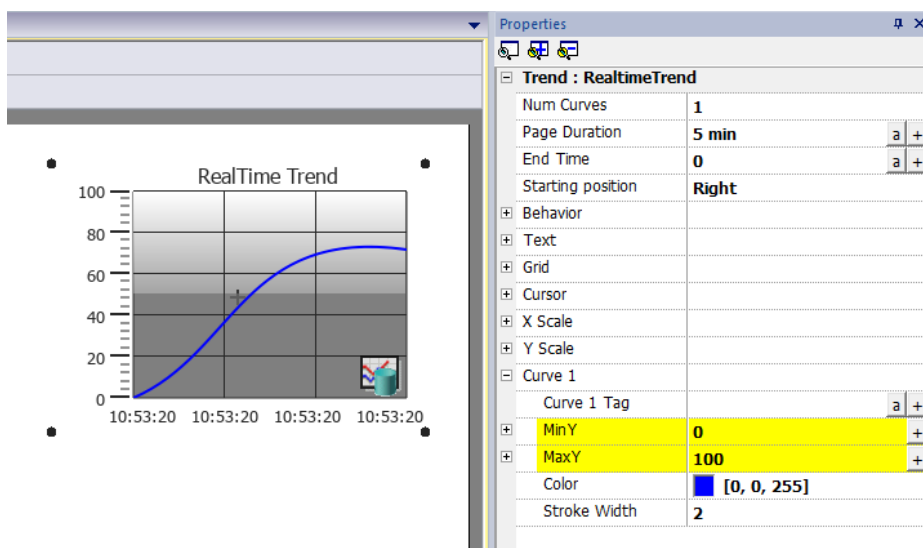 Properties
Trend : RealtimeTrend
Num Curves 1
Page Duration 5 min a +
End Time 0 a +
Starting position Right
Behavior
Text
Grid
Cursor
X Scale
Y Scale
Curve 1
Curve 1 Tag a +
MinY 0 +
MaxY 100 +
Color [0, 0, 255]
Stroke Width 2
RealTime Trend
100
80
60
40
20
0
10:53:20 10:53:20 10:53:20 10:53:20